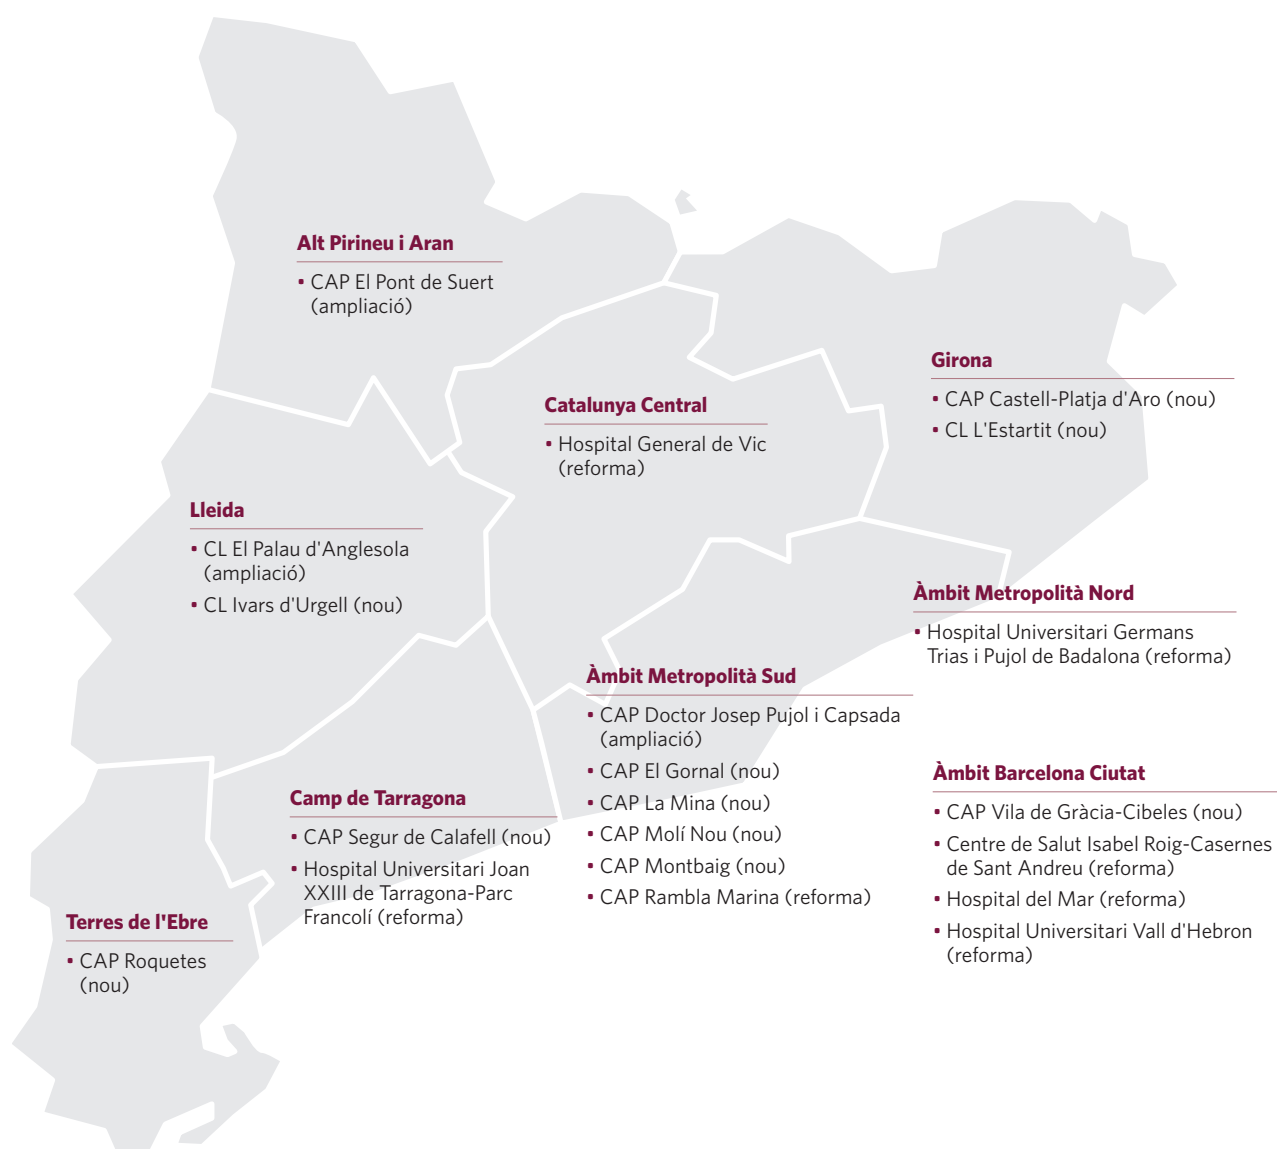 Alt Pirineu i Aran
• CAP El Pont de Suert
(ampliació)
Catalunya Central
• Hospital General de Vic
(reforma)
Girona
• CAP Castell-Platja d'Aro (nou)
• CL L'Estartit (nou)
Lleida
• CL El Palau d'Anglesola
(ampliació)
• CL Ivars d'Urgell (nou)
Àmbit Metropolità Nord
• Hospital Universitari Germans
Trias i Pujol de Badalona (reforma)
Àmbit Metropolità Sud
• CAP Doctor Josep Pujol i Capsada
(ampliació)
• CAP El Gornal (nou)
• CAP La Mina (nou)
• CAP Molí Nou (nou)
• CAP Montbaig (nou)
• CAP Rambla Marina (reforma)
Àmbit Barcelona Ciutat
• CAP Vila de Gràcia-Cibeles (nou)
• Centre de Salut Isabel Roig-Casernes
de Sant Andreu (reforma)
• Hospital del Mar (reforma)
• Hospital Universitari Vall d'Hebron
(reforma)
Camp de Tarragona
• CAP Segur de Calafell (nou)
• Hospital Universitari Joan
XXIII de Tarragona-Parc
Francolí (reforma)
Terres de l'Ebre
• CAP Roquetes
(nou)